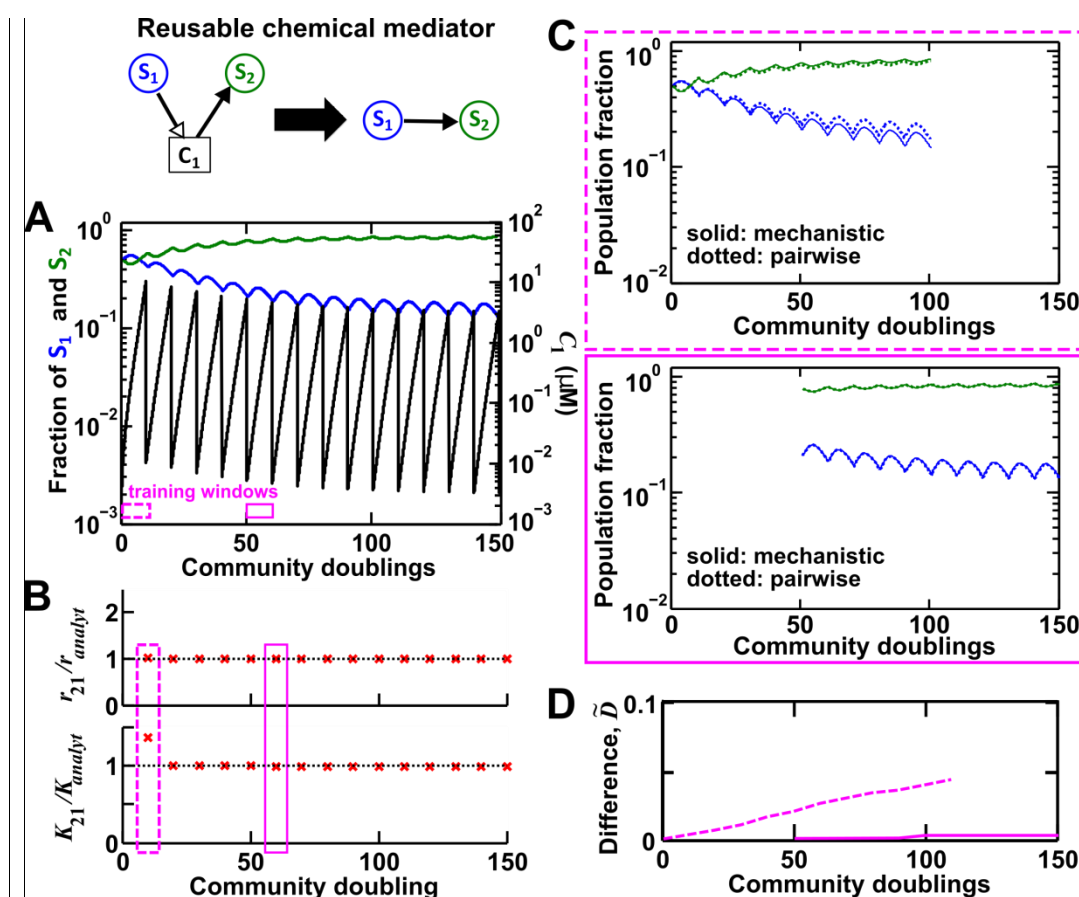 Reusable chemical mediator
S1
S2
C1
S1
S2
A
Fraction of S1 and S2
10^0
10^-1
10^-2
10^-3
10^2
10^1
10^0
10^-1
10^-2
10^-3
C1 (μM)
training windows
0
50
100
150
Community doublings
B
r21/ranalyt
2
1
0
K21/Kanalyt
1
0
0
50
100
150
Community doubling
C
Population fraction
10^0
10^-1
10^-2
solid: mechanistic
dotted: pairwise
0
50
100
150
Community doublings
Population fraction
10^0
10^-1
10^-2
solid: mechanistic
dotted: pairwise
0
50
100
150
Community doublings
D
Difference, D̃
0.1
0
0
50
100
150
Community doublings